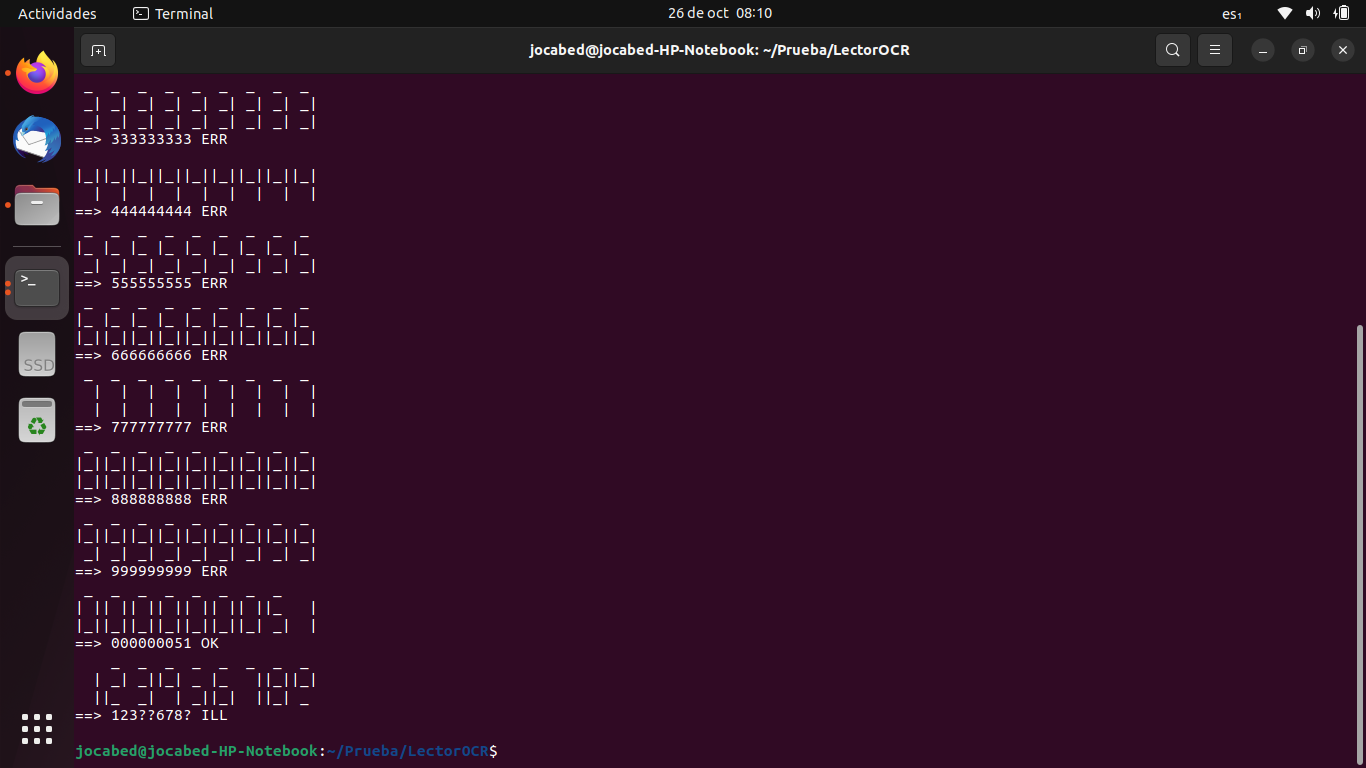 Actividades Terminal 26 de oct 08:10 es₁
jocabed@jocabed-HP-Notebook: ~/Prueba/LectorOCR
 _  _  _  _  _  _  _  _  _
 _| _| _| _| _| _| _| _| _|
 _| _| _| _| _| _| _| _| _|
==> 333333333 ERR
|_||_||_||_||_||_||_||_||_|
  |  |  |  |  |  |  |  |  |
==> 444444444 ERR
 _  _  _  _  _  _  _  _  _
|_ |_ |_ |_ |_ |_ |_ |_ |_
 _| _| _| _| _| _| _| _| _|
==> 555555555 ERR
 _  _  _  _  _  _  _  _  _
|_ |_ |_ |_ |_ |_ |_ |_ |_
|_||_||_||_||_||_||_||_||_|
==> 666666666 ERR
 _  _  _  _  _  _  _  _  _
  |  |  |  |  |  |  |  |  |
  |  |  |  |  |  |  |  |  |
==> 777777777 ERR
 _  _  _  _  _  _  _  _  _
|_||_||_||_||_||_||_||_||_|
|_||_||_||_||_||_||_||_||_|
==> 888888888 ERR
 _  _  _  _  _  _  _  _  _
|_||_||_||_||_||_||_||_||_|
 _| _| _| _| _| _| _| _| _|
==> 999999999 ERR
 _  _  _  _  _  _  _  _
| || || || || || || ||_   |
|_||_||_||_||_||_||_| _|  |
==> 000000051 OK
    _  _  _  _  _  _  _  _
  | _| _||_| _ |_   ||_||_|
  ||_  _|  | _||_|  ||_| _
==> 123??678? ILL
jocabed@jocabed-HP-Notebook:~/Prueba/LectorOCR$
SSD